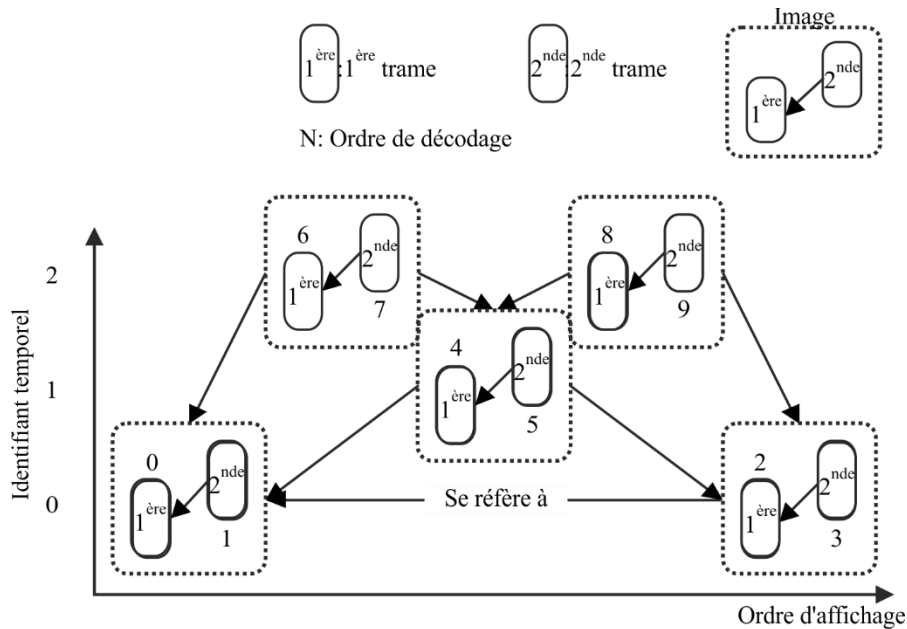 Image
1ère :1ère trame
2nde :2nde trame
1ère
2nde
N: Ordre de décodage
6
1ère
2nde
7
8
1ère
2nde
9
4
1ère
2nde
5
0
1ère
2nde
1
2
1ère
2nde
3
Se réfère à
2
1
0
Identifiant temporel
Ordre d'affichage